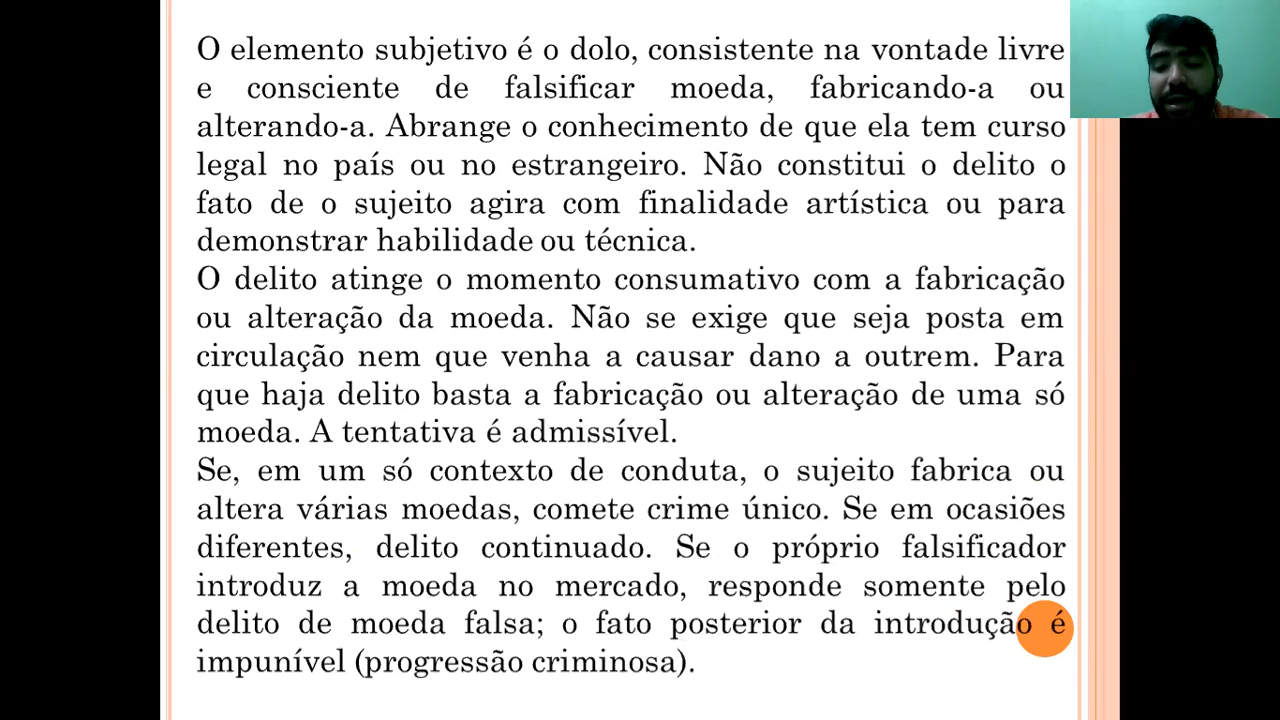 O elemento subjetivo é o dolo, consistente na vontade livre
e consciente de falsificar moeda, fabricando-a ou
alterando-a. Abrange o conhecimento de que ela tem curso
legal no país ou no estrangeiro. Não constitui o delito o
fato de o sujeito agira com finalidade artística ou para
demonstrar habilidade ou técnica.
O delito atinge o momento consumativo com a fabricação
ou alteração da moeda. Não se exige que seja posta em
circulação nem que venha a causar dano a outrem. Para
que haja delito basta a fabricação ou alteração de uma só
moeda. A tentativa é admissível.
Se, em um só contexto de conduta, o sujeito fabrica ou
altera várias moedas, comete crime único. Se em ocasiões
diferentes, delito continuado. Se o próprio falsificador
introduz a moeda no mercado, responde somente pelo
delito de moeda falsa; o fato posterior da introdução é
impunível (progressão criminosa).